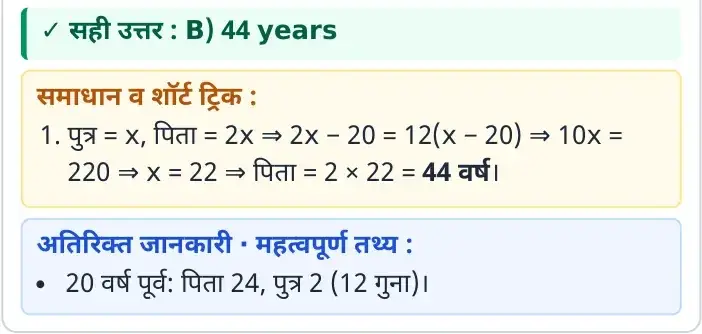 ✓ सही उत्तर : B) 44 years
समाधान व शॉर्ट ट्रिक :
1. पुत्र = x, पिता = 2x ⇒ 2x − 20 = 12(x − 20) ⇒ 10x =
220 ⇒ x = 22 ⇒ पिता = 2 × 22 = 44 वर्ष।
अतिरिक्त जानकारी · महत्वपूर्ण तथ्य :
• 20 वर्ष पूर्व: पिता 24, पुत्र 2 (12 गुना)।